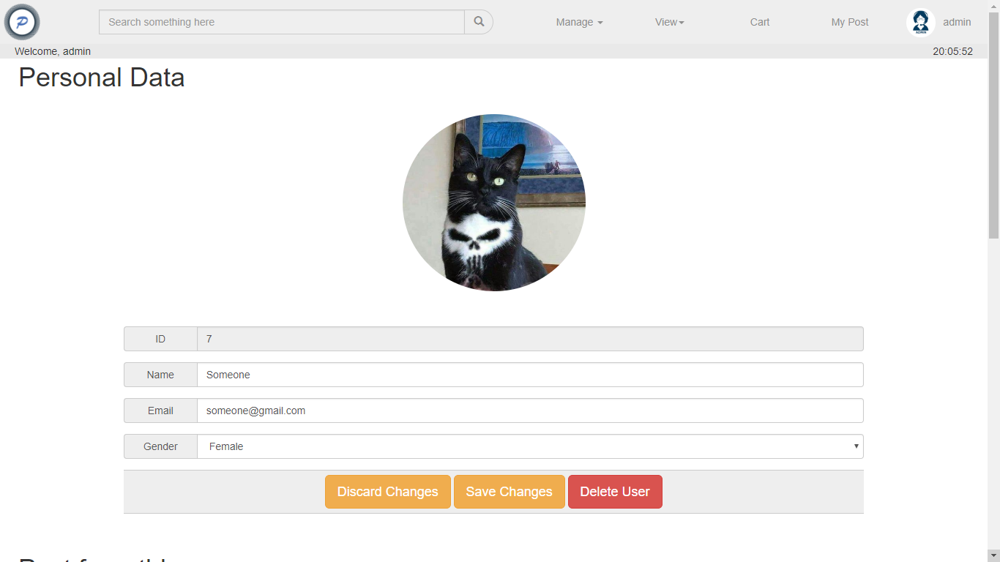 P
Search something here
Manage
View
Cart
My Post
ADMIN
admin
Welcome, admin
20:05:52
Personal Data
ID
7
Name
Someone
Email
someone@gmail.com
Gender
Female
Discard Changes
Save Changes
Delete User